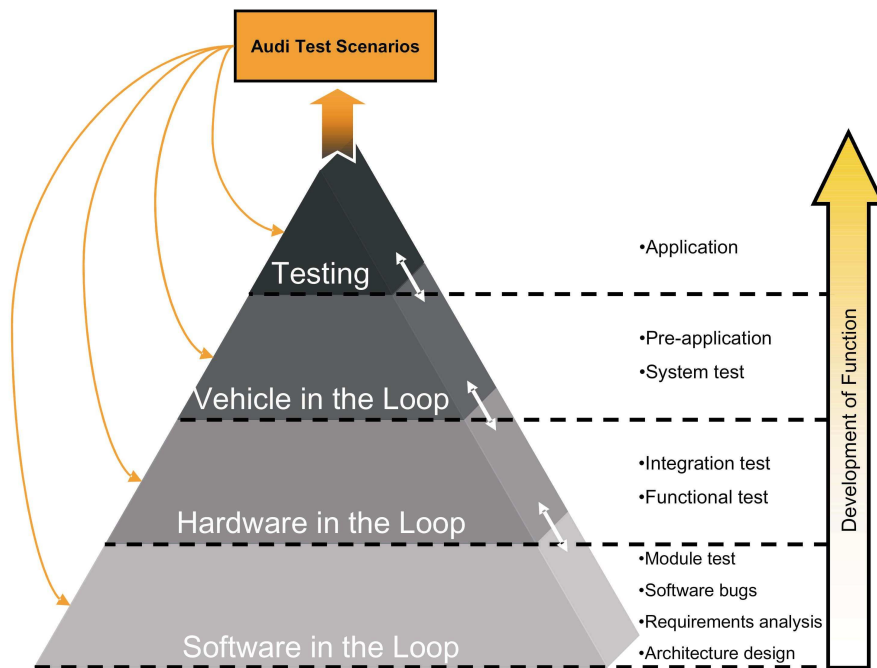 Audi Test Scenarios
Testing
•Application
Vehicle in the Loop
•Pre-application
•System test
Hardware in the Loop
•Integration test
•Functional test
Software in the Loop
•Module test
•Software bugs
•Requirements analysis
•Architecture design
Development of Function